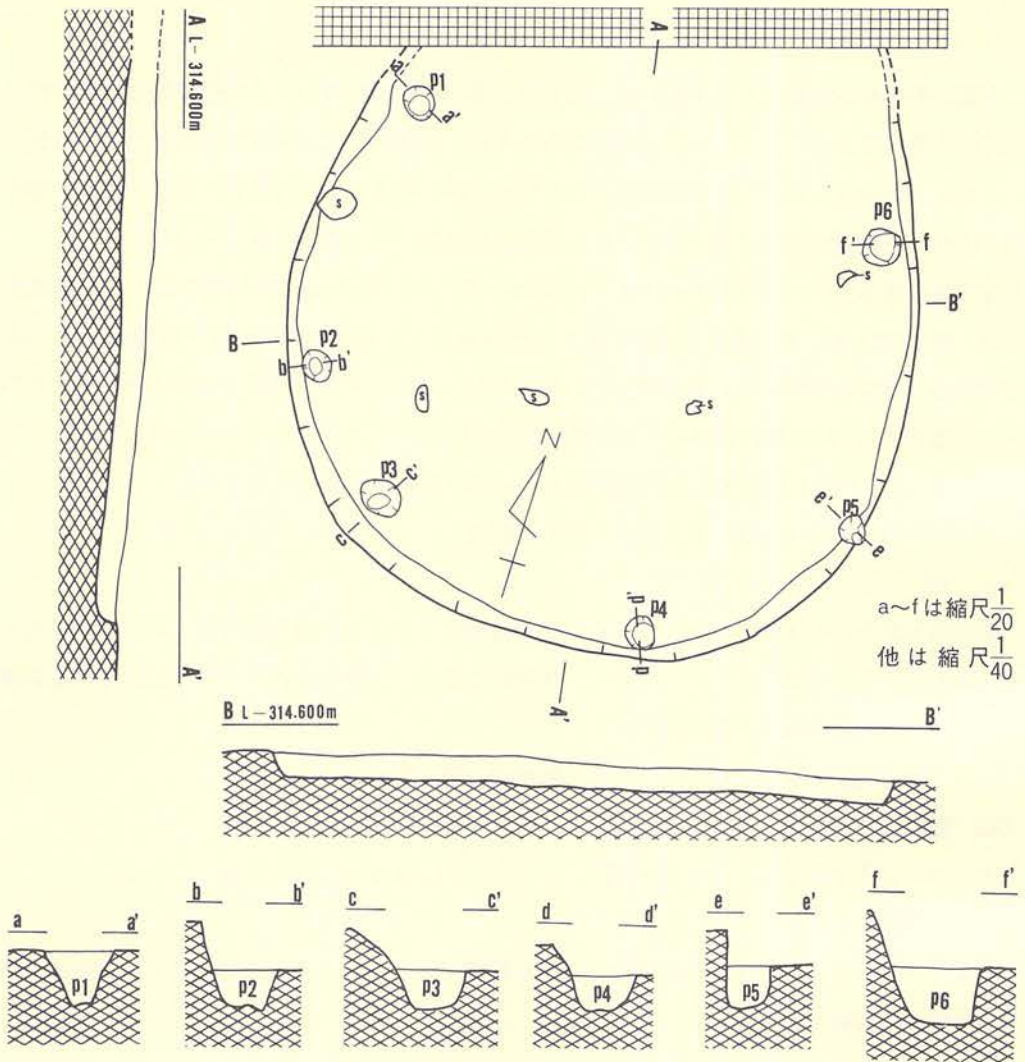 A L-314.600m
A'
A
a
P1
a'
s
P6
f' f
s
B
B'
P2
b b'
s
s
s
N
P3
c'
c
P5
e'
e
P4
d'
d
A'
a~fは縮尺1/20
他は縮尺1/40
B L-314.600m
B'
a a'
b b'
c c'
d d'
e e'
f f'
P1
P2
P3
P4
P5
P6